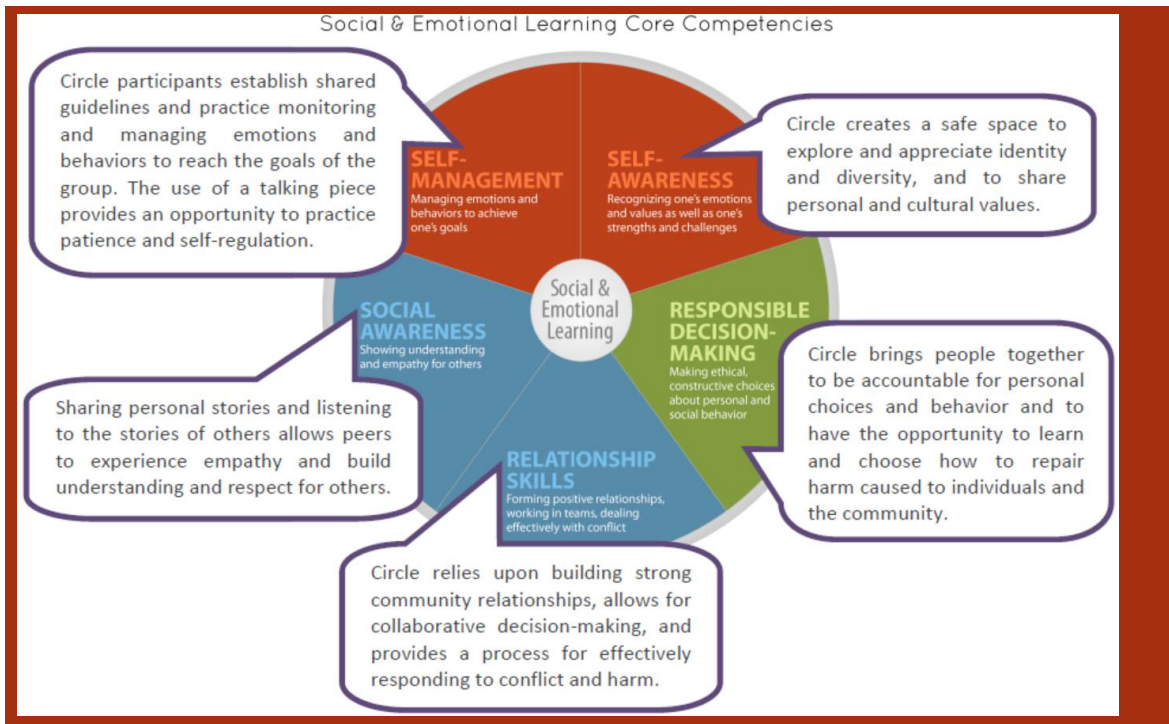 Social & Emotional Learning Core Competencies
Circle participants establish shared
guidelines and practice monitoring
and managing emotions and
behaviors to reach the goals of the
group. The use of a talking piece
provides an opportunity to practice
patience and self-regulation.
SELF-
MANAGEMENT
Managing emotions and
behaviors to achieve
one's goals
SELF-
AWARENESS
Recognizing one's emotions
and values as well as one's
strengths and challenges
Circle creates a safe space to
explore and appreciate identity
and diversity, and to share
personal and cultural values.
SOCIAL
AWARENESS
Showing understanding
and empathy for others
Social &
Emotional
Learning
RESPONSIBLE
DECISION-
MAKING
Making ethical,
constructive choices
about personal and
social behavior
Sharing personal stories and listening
to the stories of others allows peers
to experience empathy and build
understanding and respect for others.
RELATIONSHIP
SKILLS
Forming positive relationships,
working in teams, dealing
effectively with conflict
Circle brings people together
to be accountable for personal
choices and behavior and to
have the opportunity to learn
and choose how to repair
harm caused to individuals and
the community.
Circle relies upon building strong
community relationships, allows for
collaborative decision-making, and
provides a process for effectively
responding to conflict and harm.